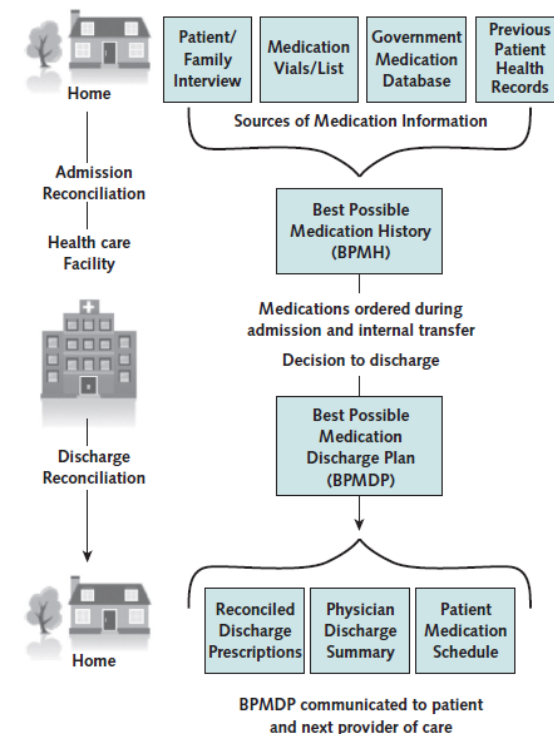 Home
Admission
Reconciliation
Health care
Facility
Discharge
Reconciliation
Home
Patient/
Family
Interview
Medication
Vials/List
Government
Medication
Database
Previous
Patient
Health
Records
Sources of Medication Information
Best Possible
Medication History
(BPMH)
Medications ordered during
admission and internal transfer
Decision to discharge
Best Possible
Medication
Discharge Plan
(BPMDP)
Reconciled
Discharge
Prescriptions
Physician
Discharge
Summary
Patient
Medication
Schedule
BPMDP communicated to patient
and next provider of care